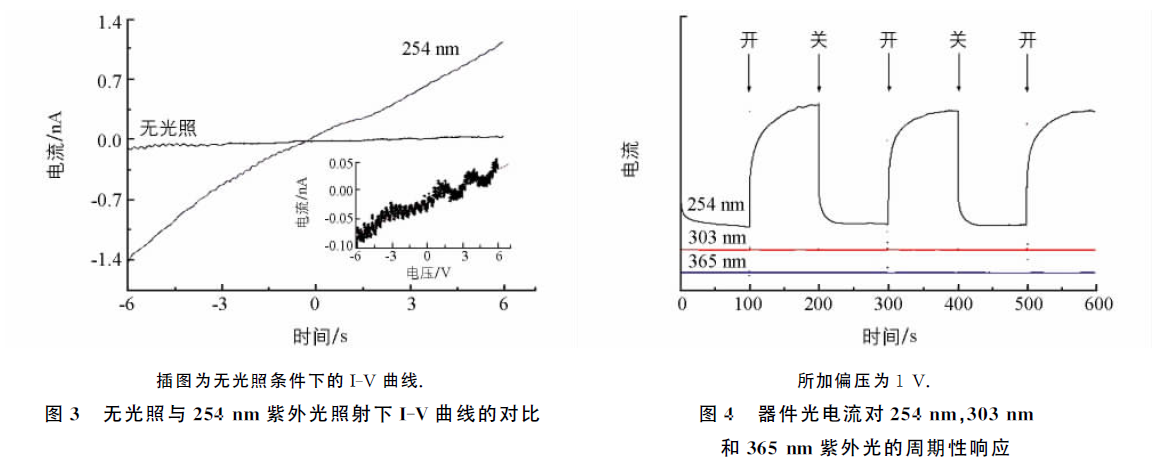 1.4
0.7
0.0
-0.7
-1.4
电流/nA
254 nm
无光照
0.05
0.00
-0.05
-0.10
电流/nA
-6 -3 0 3 6
电压/V
-6 -3 0 3 6
时间/s
插图为无光照条件下的 I-V 曲线.
图 3 无光照与 254 nm 紫外光照射下 I-V 曲线的对比
开 关 开 关 开
电流
254 nm
303 nm
365 nm
0 100 200 300 400 500 600
时间/s
所加偏压为 1 V.
图 4 器件光电流对 254 nm,303 nm
和 365 nm 紫外光的周期性响应